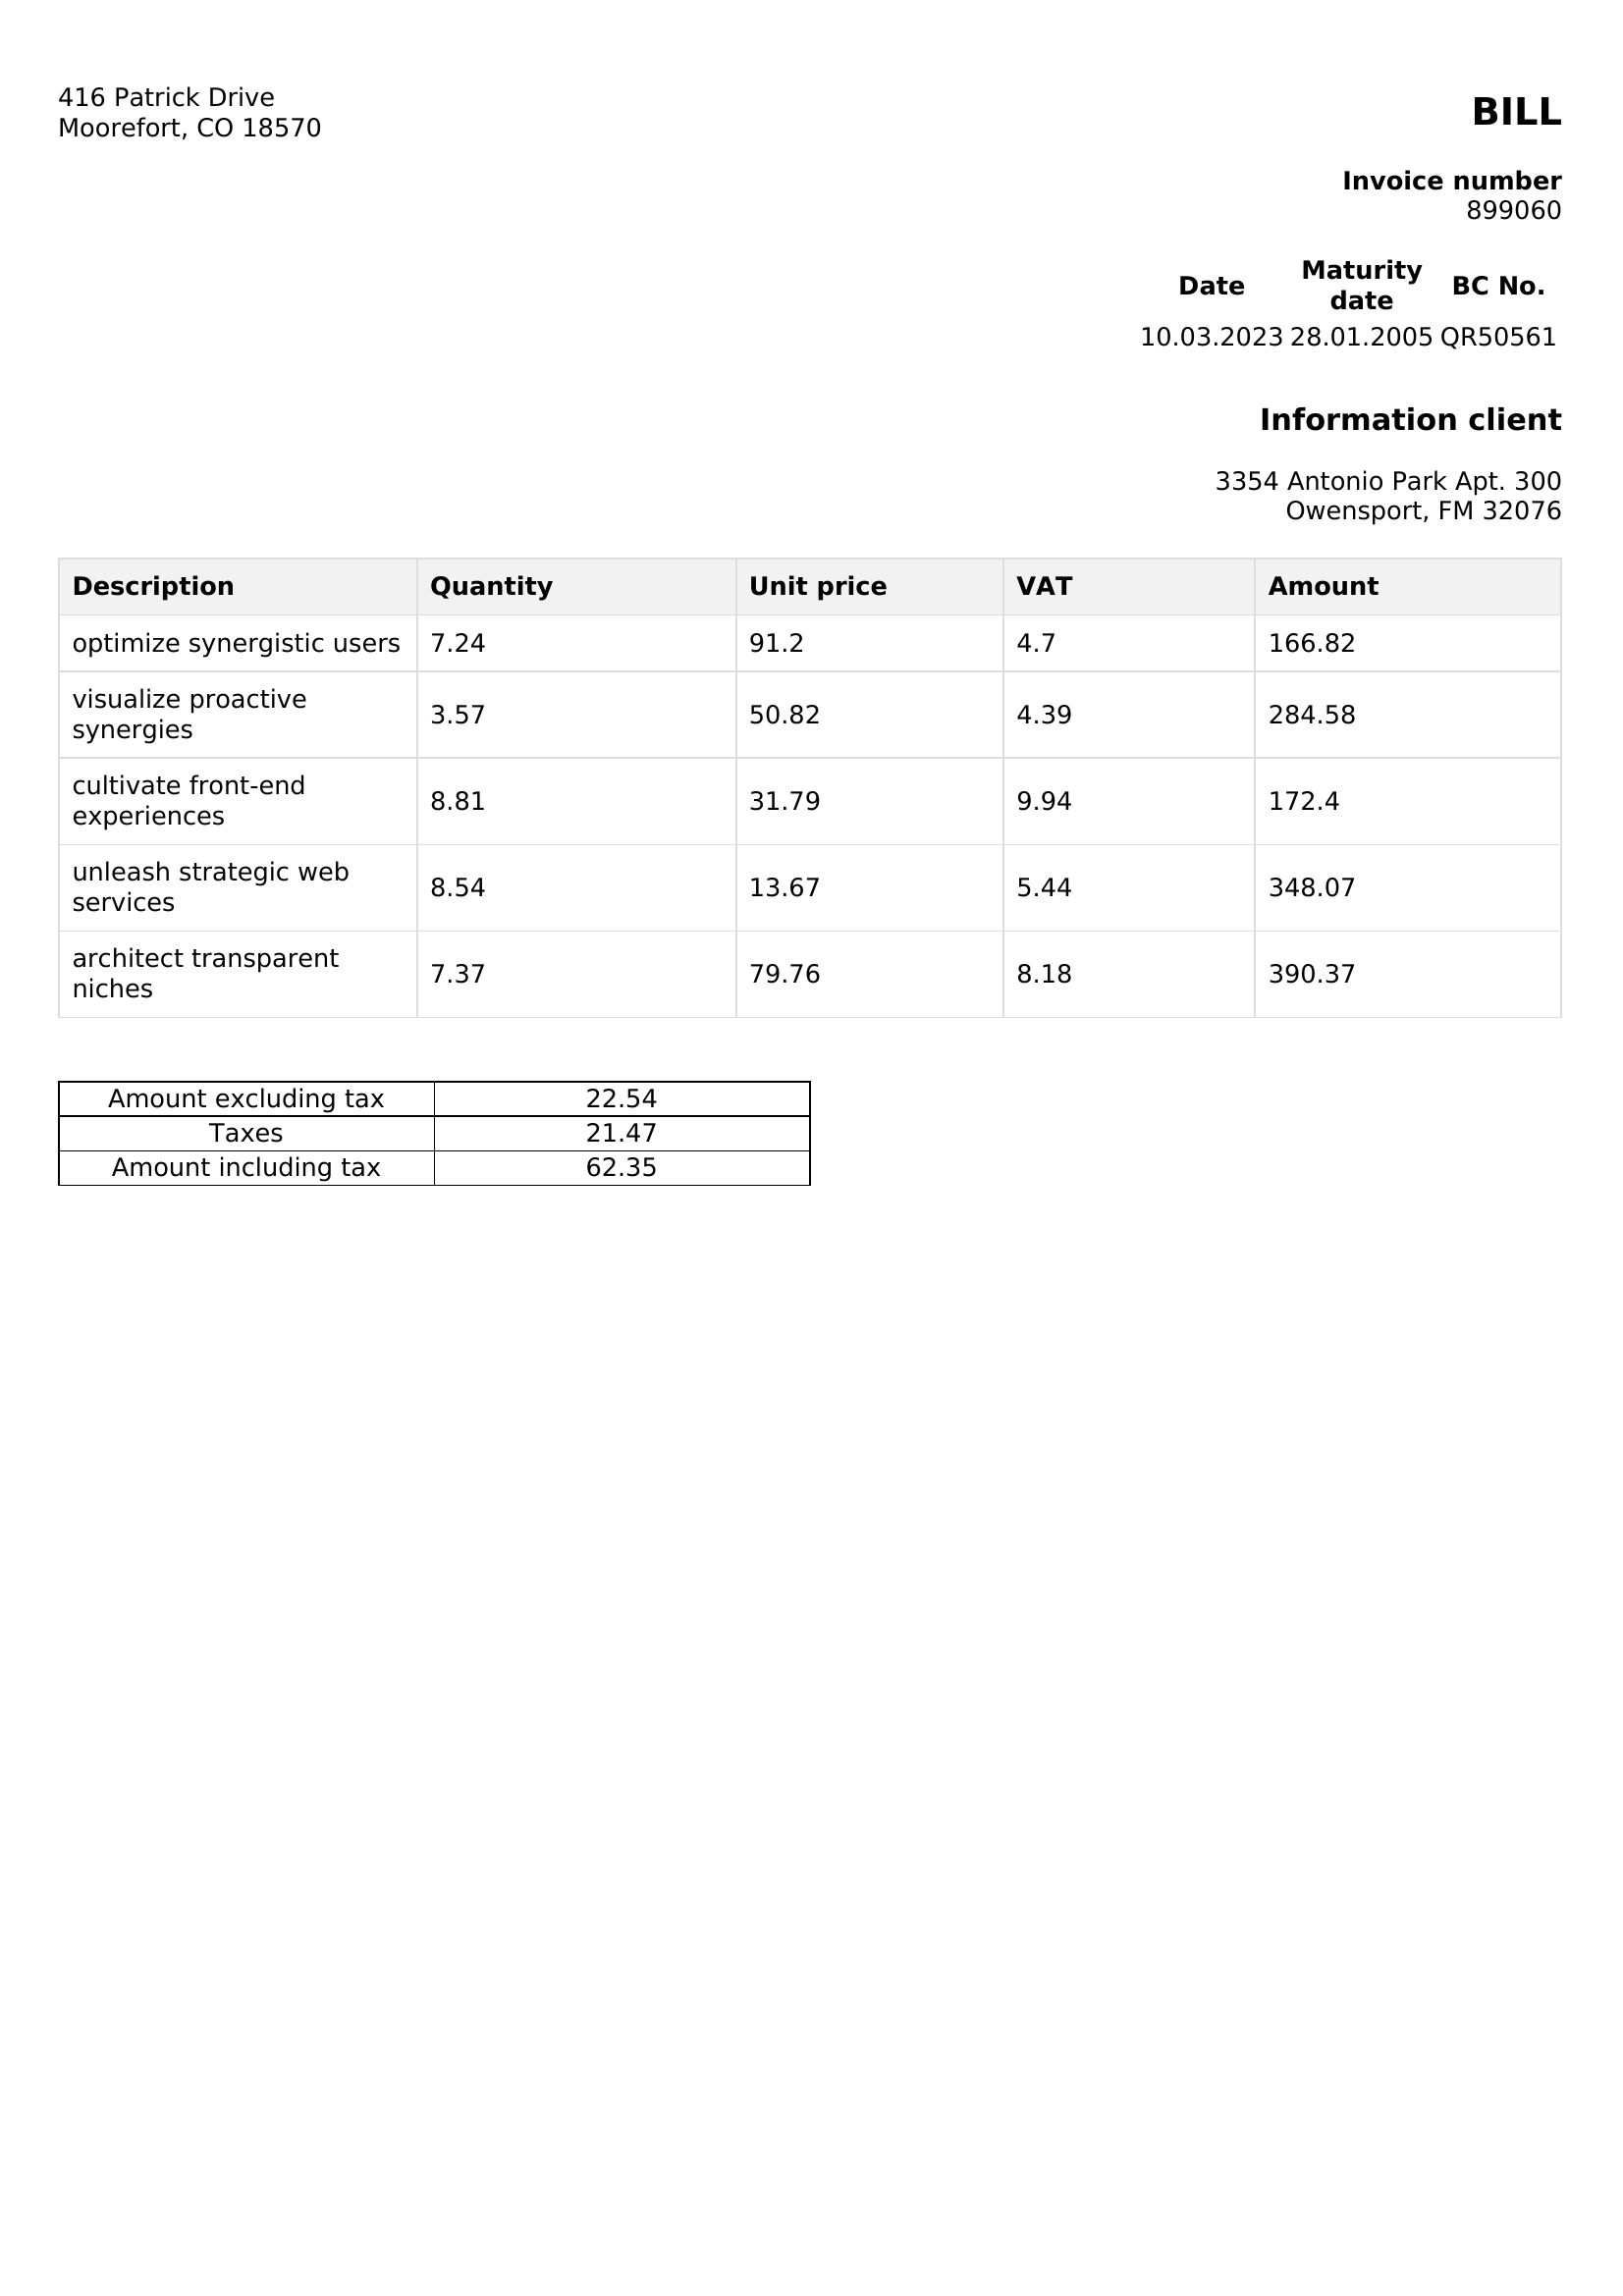 416 Patrick Drive
Moorefort, CO 18570
BILL
Invoice number
899060
Date Maturity date BC No.
10.03.2023 28.01.2005 QR50561
Information client
3354 Antonio Park Apt. 300
Owensport, FM 32076
Description Quantity Unit price VAT Amount
optimize synergistic users 7.24 91.2 4.7 166.82
visualize proactive synergies 3.57 50.82 4.39 284.58
cultivate front-end experiences 8.81 31.79 9.94 172.4
unleash strategic web services 8.54 13.67 5.44 348.07
architect transparent niches 7.37 79.76 8.18 390.37
Amount excluding tax 22.54
Taxes 21.47
Amount including tax 62.35